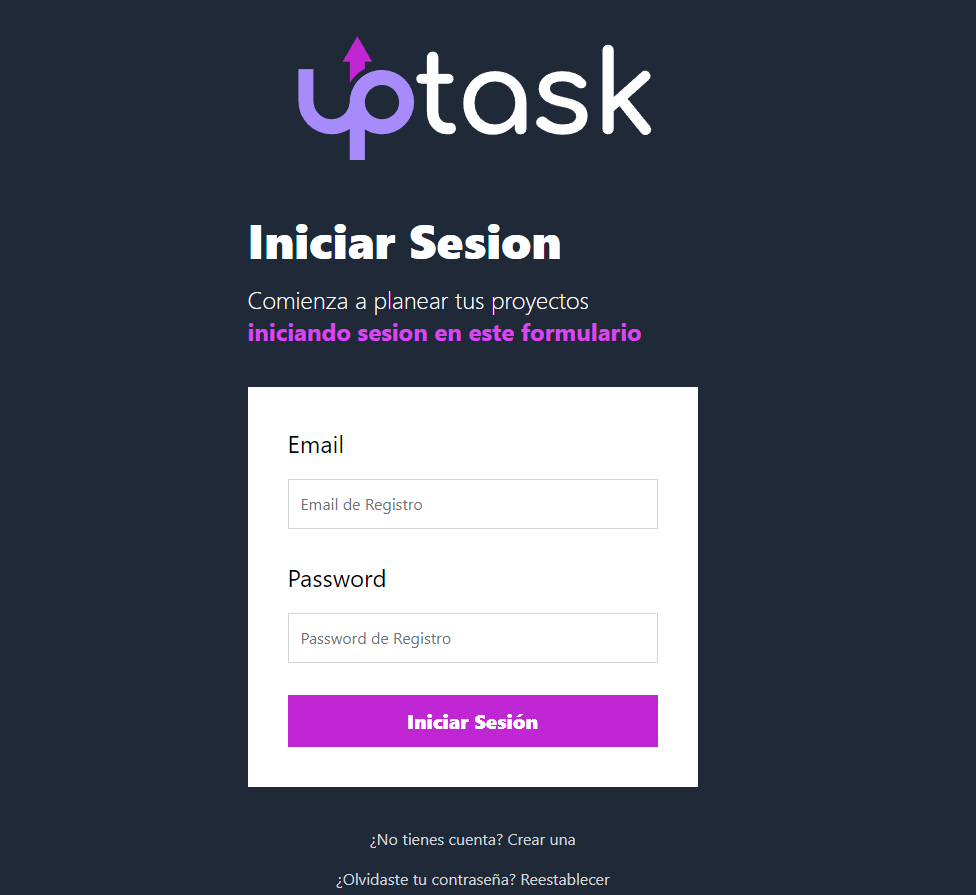 uptask
Iniciar Sesion
Comienza a planear tus proyectos
iniciando sesion en este formulario
Email
Email de Registro
Password
Password de Registro
Iniciar Sesión
¿No tienes cuenta? Crear una
¿Olvidaste tu contraseña? Reestablecer